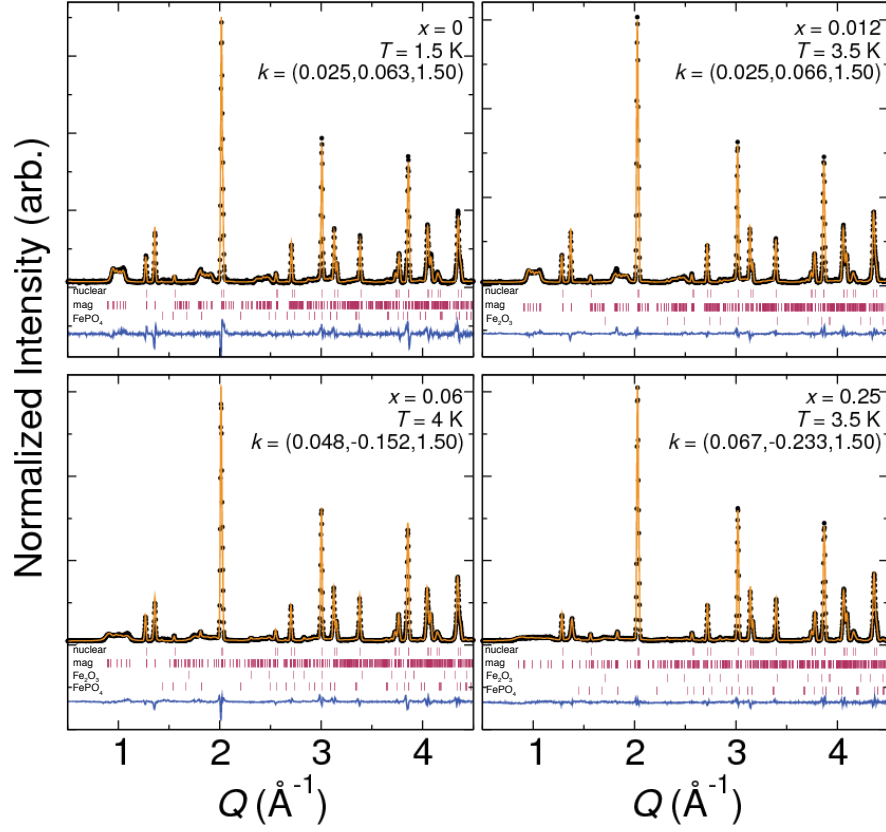 Normalized Intensity (arb.)
x = 0
T = 1.5 K
k = (0.025,0.063,1.50)
nuclear
mag
FePO₄
x = 0.012
T = 3.5 K
k = (0.025,0.066,1.50)
nuclear
mag
Fe₂O₃
x = 0.06
T = 4 K
k = (0.048,-0.152,1.50)
nuclear
mag
Fe₂O₃
FePO₄
1 2 3 4
Q (Å⁻¹)
x = 0.25
T = 3.5 K
k = (0.067,-0.233,1.50)
nuclear
mag
Fe₂O₃
FePO₄
1 2 3 4
Q (Å⁻¹)